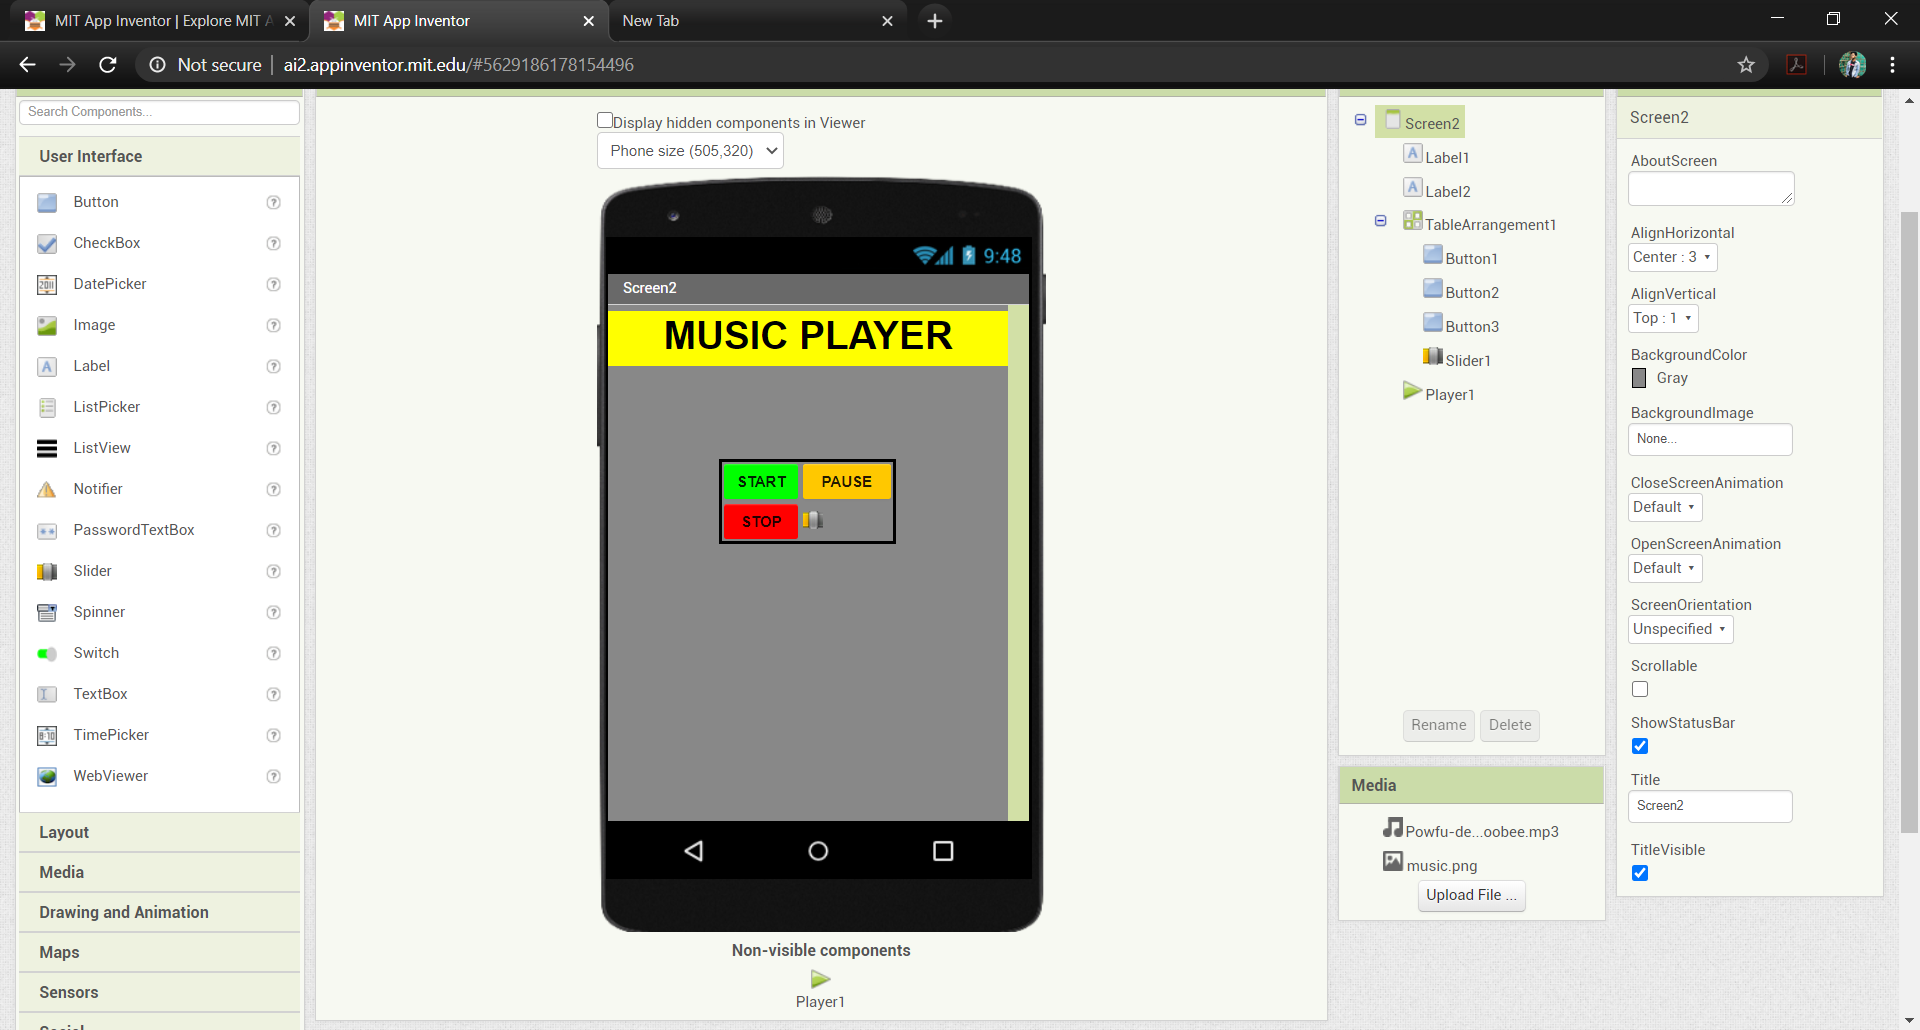 MIT App Inventor | Explore MIT A
MIT App Inventor
New Tab
Not secure
ai2.appinventor.mit.edu/#5629186178154496
Search Components...
User Interface
Button
?
CheckBox
?
DatePicker
?
Image
?
Label
?
ListPicker
?
ListView
?
Notifier
?
PasswordTextBox
?
Slider
?
Spinner
?
Switch
?
TextBox
?
TimePicker
?
WebViewer
?
Layout
Media
Drawing and Animation
Maps
Sensors
Social
Display hidden components in Viewer
Phone size (505,320)
9:48
Screen2
MUSIC PLAYER
START
PAUSE
STOP
Non-visible components
Player1
Screen2
Label1
Label2
TableArrangement1
Button1
Button2
Button3
Slider1
Player1
Rename
Delete
Media
Powfu-de...oobee.mp3
music.png
Upload File ...
Screen2
AboutScreen
AlignHorizontal
Center : 3
AlignVertical
Top : 1
BackgroundColor
Gray
BackgroundImage
None...
CloseScreenAnimation
Default
OpenScreenAnimation
Default
ScreenOrientation
Unspecified
Scrollable
ShowStatusBar
Title
Screen2
TitleVisible